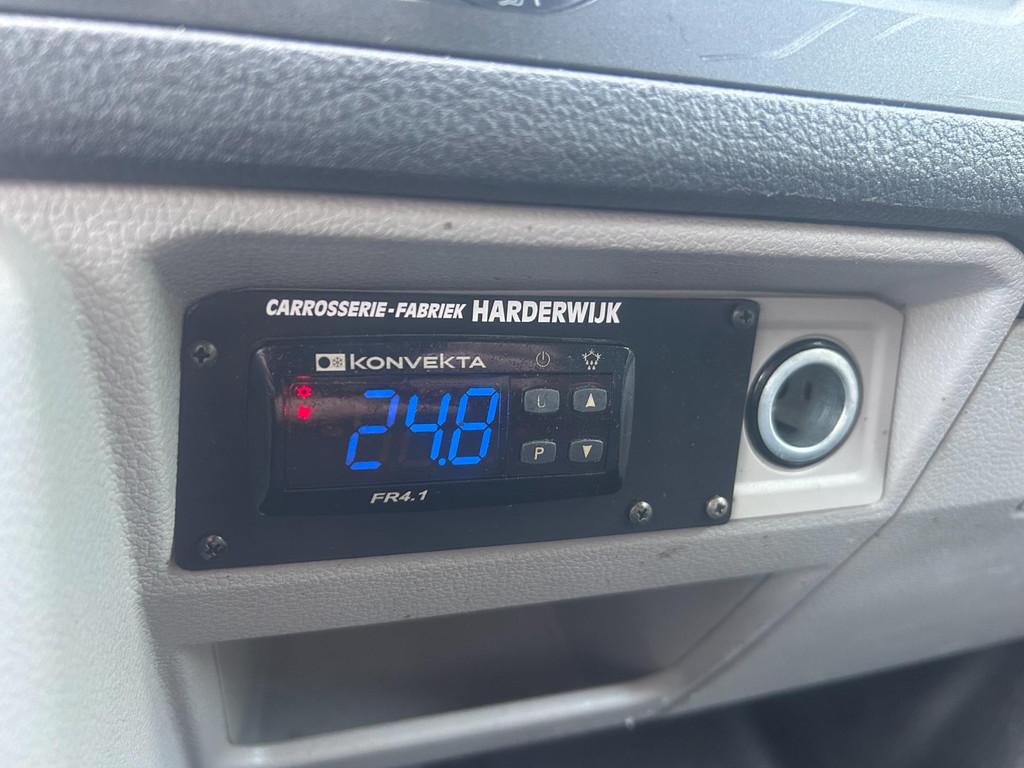 CARROSSERIE-FABRIEK HARDERWIJK
KONVEKTA
24.8
P
FR4.1